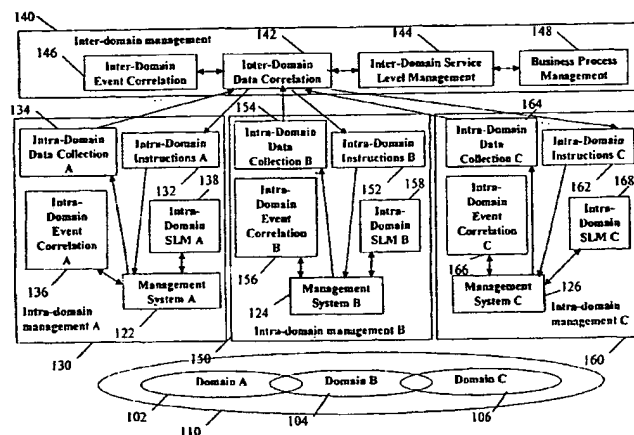 140
142
144
148
Inter-domain management
146
Inter-Domain
Event Correlation
Inter-Domain
Data Correlation
Inter-Domain Service
Level Management
Business Process
Management
134
154
164
Intra-Domain
Data Collection
A
Intra-Domain
Instructions A
Intra-Domain
Data
Collection B
Intra-Domain
Instructions B
Intra-Domain
Data
Collection C
Intra-Domain
Instructions C
132
138
152
158
162
168
Intra-
Domain
Event
Correlation
A
Intra-
Domain
SLM A
Intra-
Domain
Event
Correlation B
Intra-
Domain
SLM B
Intra-
Domain
Event
Correlation
C
Intra-
Domain
SLM C
136
156
166
Management
System A
Management
System B
Management
System C
124
126
Intra-domain
management A
122
Intra-domain management B
Intra-domain
management C
130
150
160
Domain A
Domain B
Domain C
102
104
106
110